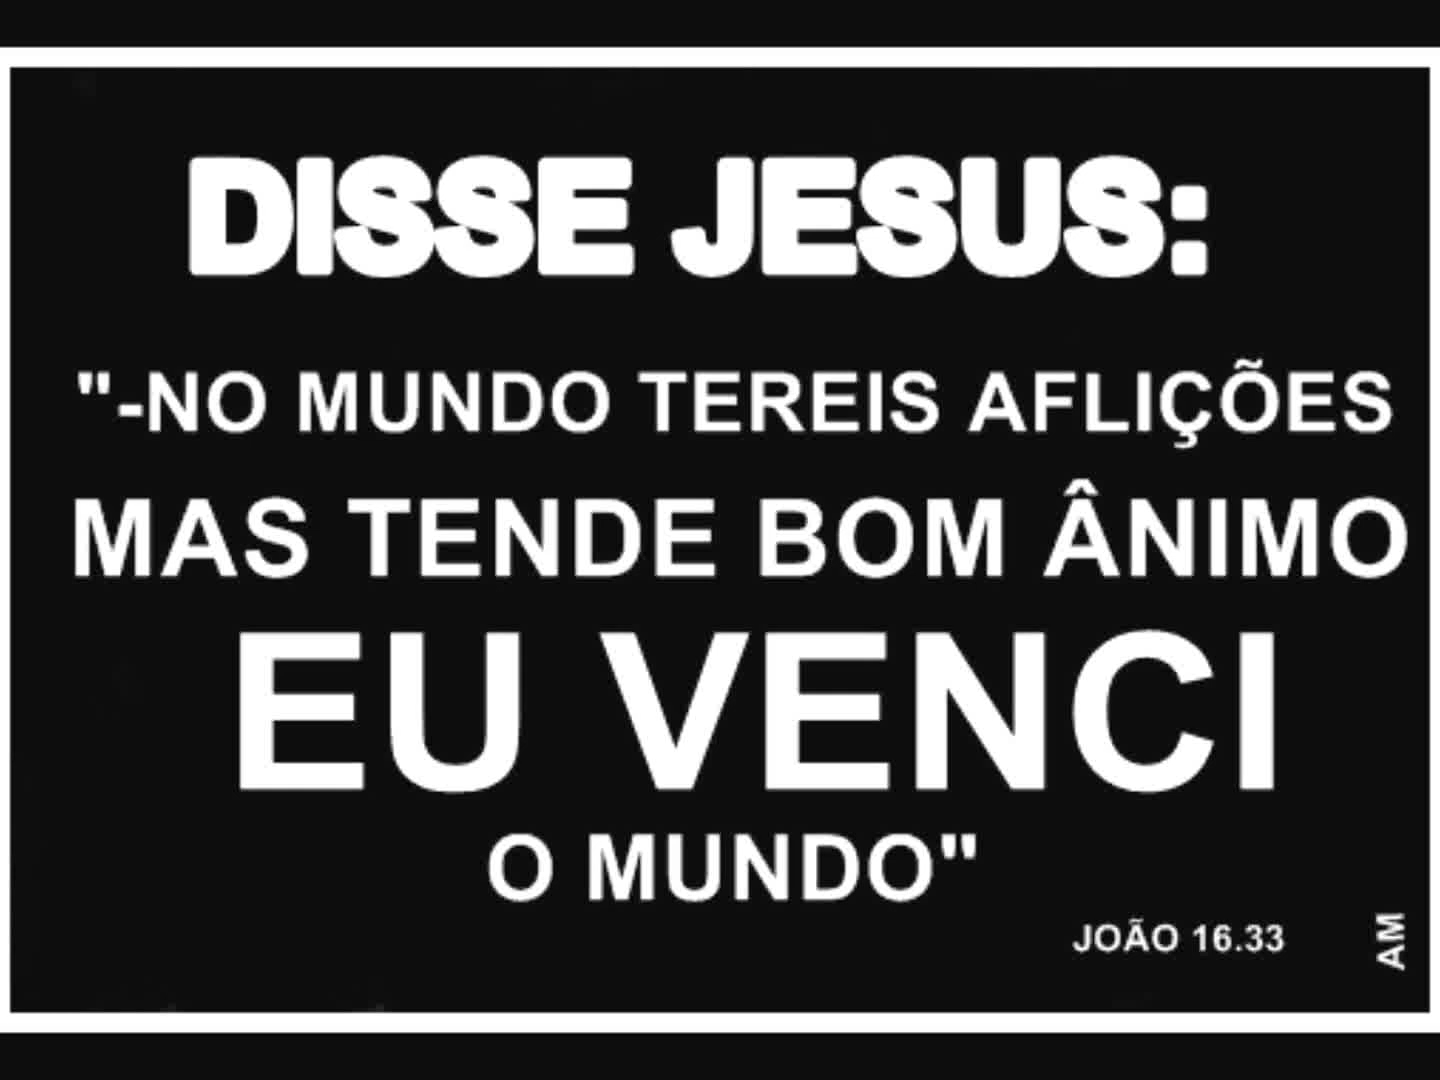 DISSE JESUS:
"-NO MUNDO TEREIS AFLIÇÕES
MAS TENDE BOM ÂNIMO
EU VENCI
O MUNDO"
JOÃO 16.33
AM